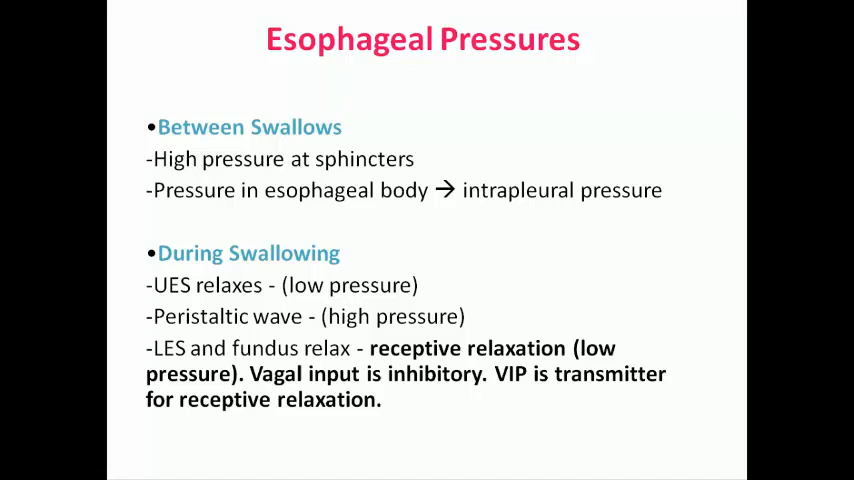 Esophageal Pressures
•Between Swallows
-High pressure at sphincters
-Pressure in esophageal body → intrapleural pressure
•During Swallowing
-UES relaxes - (low pressure)
-Peristaltic wave - (high pressure)
-LES and fundus relax - receptive relaxation (low
pressure). Vagal input is inhibitory. VIP is transmitter
for receptive relaxation.